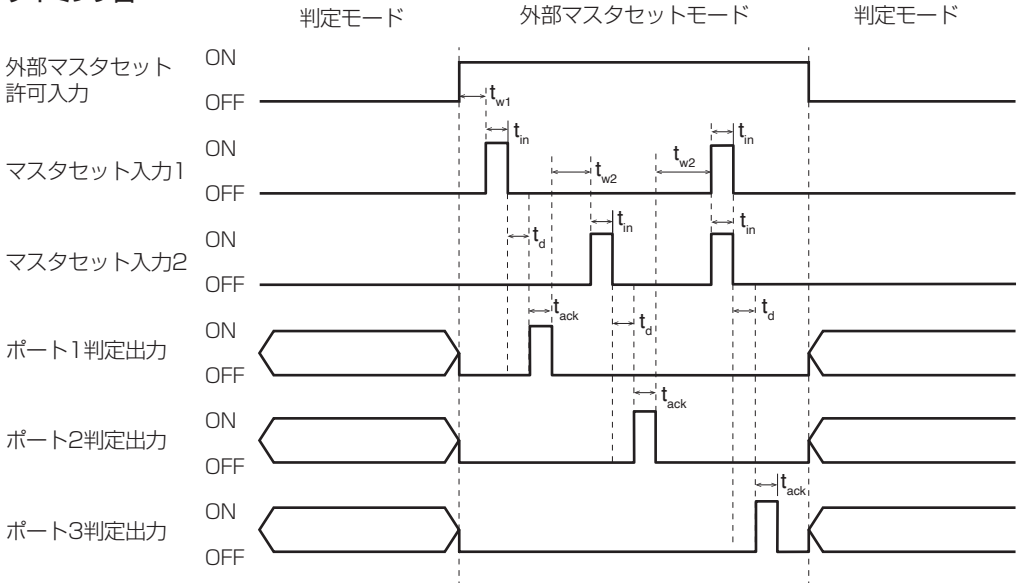 判定モード 外部マスタセットモード 判定モード
外部マスタセット
許可入力
ON
OFF
tw1
マスタセット入力1
ON
OFF
tin
tw2
tw2
tin
マスタセット入力2
ON
OFF
td
tin
tin
ポート1判定出力
ON
OFF
tack
td
td
ポート2判定出力
ON
OFF
tack
ポート3判定出力
ON
OFF
tack